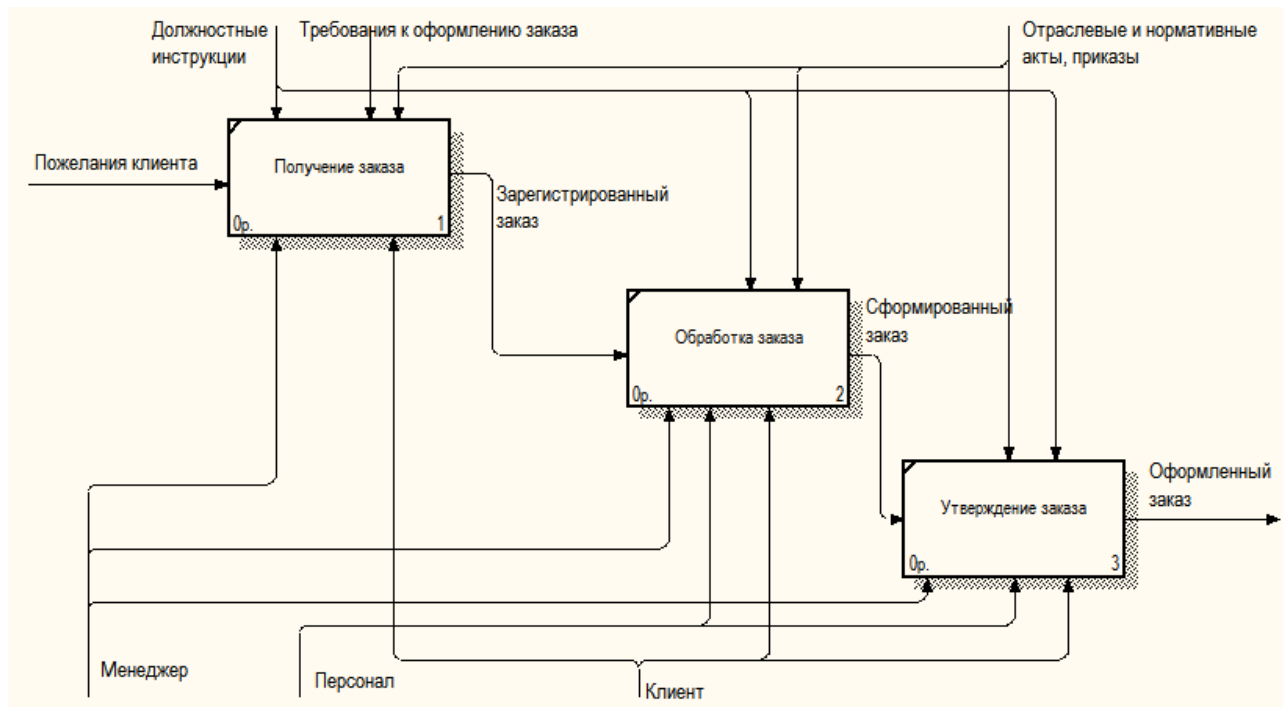 Должностные
инструкции
Требования к оформлению заказа
Отраслевые и нормативные
акты, приказы
Пожелания клиента
Получение заказа
0р.
1
Зарегистрированный
заказ
Обработка заказа
0р.
2
Сформированный
заказ
Утверждение заказа
0р.
3
Оформленный
заказ
Менеджер
Персонал
Клиент